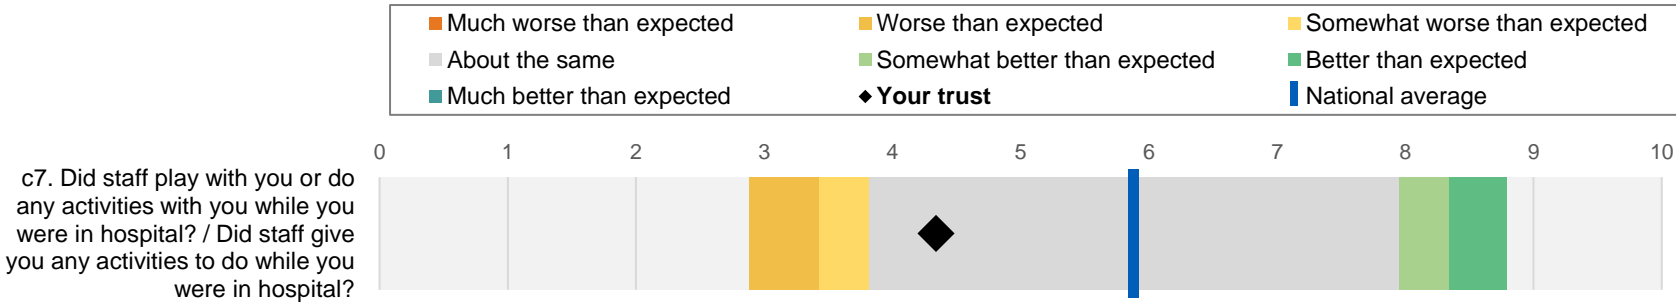 Much worse than expected Worse than expected Somewhat worse than expected
About the same Somewhat better than expected Better than expected
Much better than expected Your trust National average
0 1 2 3 4 5 6 7 8 9 10
c7. Did staff play with you or do
any activities with you while you
were in hospital? / Did staff give
you any activities to do while you
were in hospital?